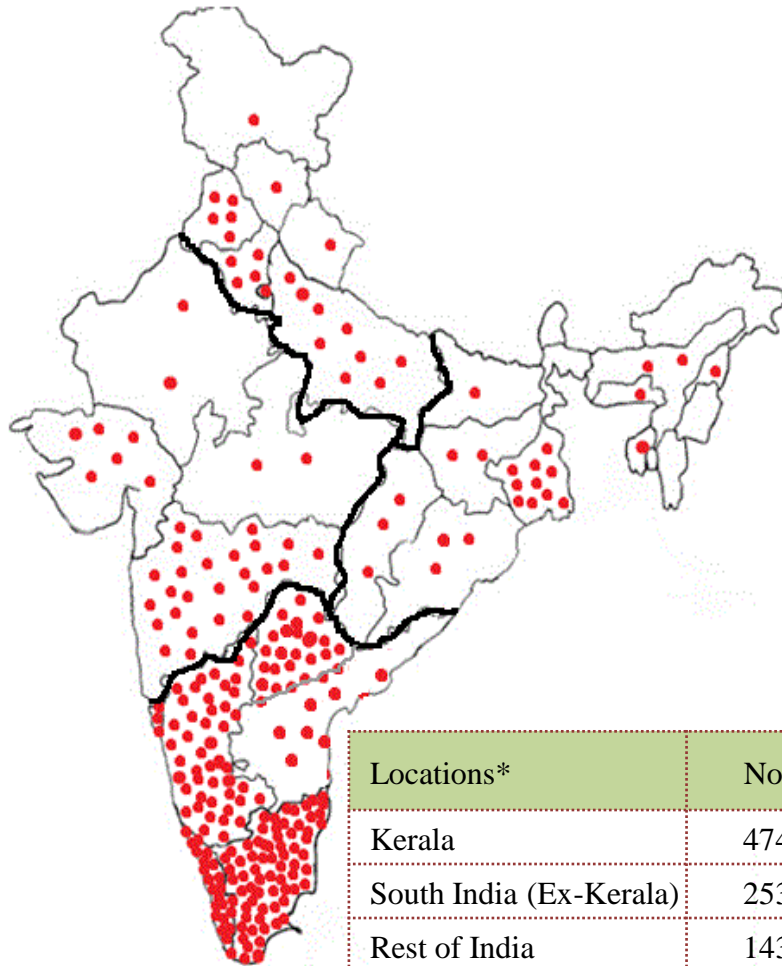 Locations* No
Kerala 474
South India (Ex-Kerala) 253
Rest of India 143